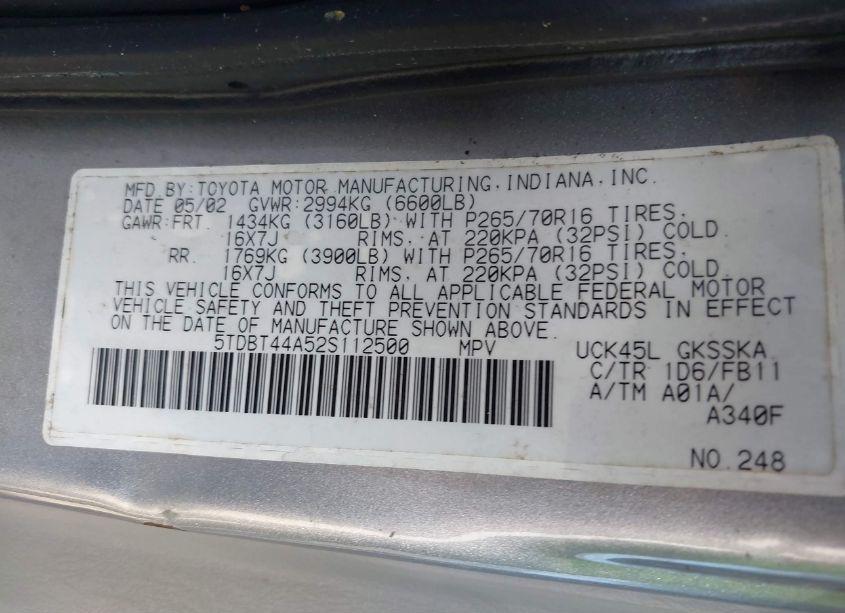 MFD BY:TOYOTA MOTOR MANUFACTURING,INDIANA,INC.
DATE 05/02 GVWR:2994KG (6600LB)
GAWR:FRT. 1434KG (3160LB) WITH P265/70R16 TIRES.
16X7J RIMS, AT 220KPA (32PSI) COLD.
RR. 1769KG (3900LB) WITH P265/70R16 TIRES.
16X7J RIMS, AT 220KPA (32PSI) COLD.
THIS VEHICLE CONFORMS TO ALL APPLICABLE FEDERAL MOTOR
VEHICLE SAFETY AND THEFT PREVENTION STANDARDS IN EFFECT
ON THE DATE OF MANUFACTURE SHOWN ABOVE.
5TDBT44A52S112500 MPV UCK45L GKSSKA
C/TR 1D6/FB11
A/TM A01A/
A340F
NO.248